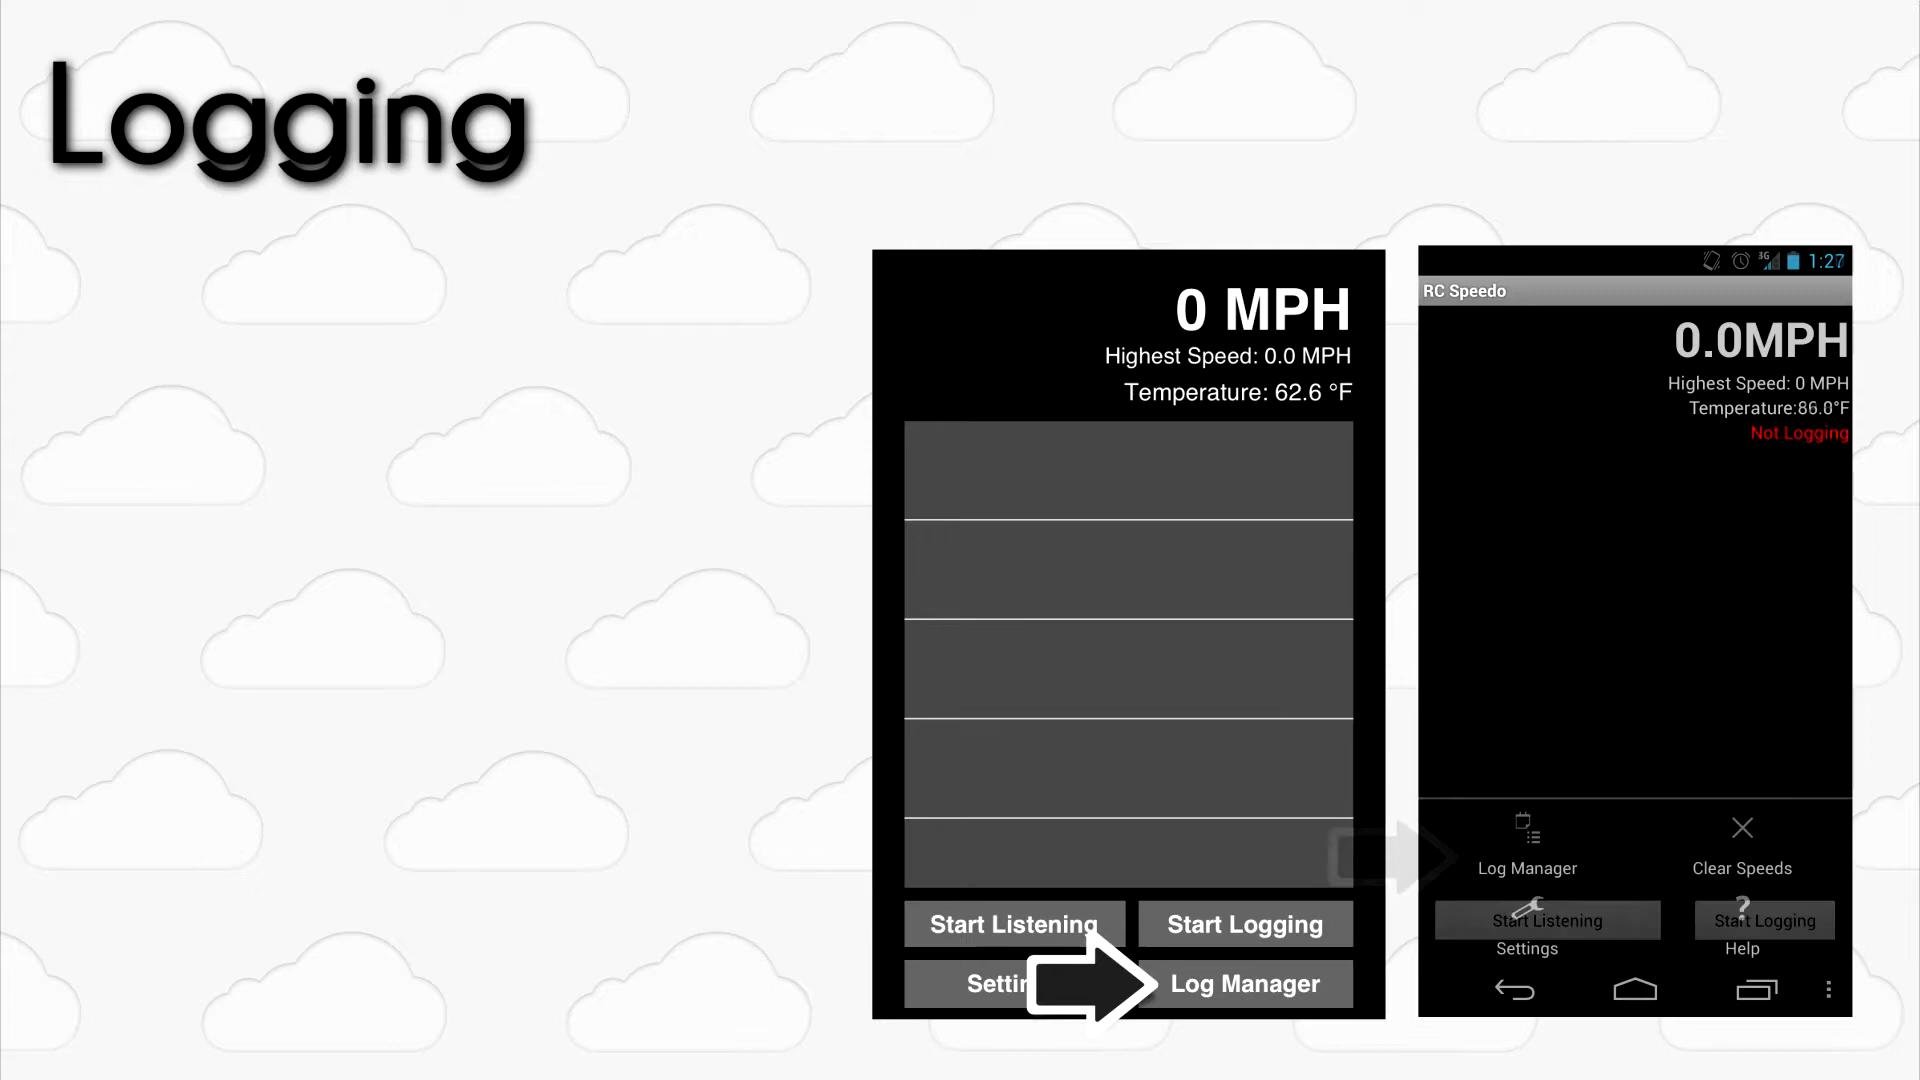 Logging
0 MPH
Highest Speed: 0.0 MPH
Temperature: 62.6 °F
Start Listening
Start Logging
Settin
Log Manager
3G 1:27
RC Speedo
0.0MPH
Highest Speed: 0 MPH
Temperature:86.0°F
Not Logging
Log Manager
Clear Speeds
Start Listening
Start Logging
Settings
Help